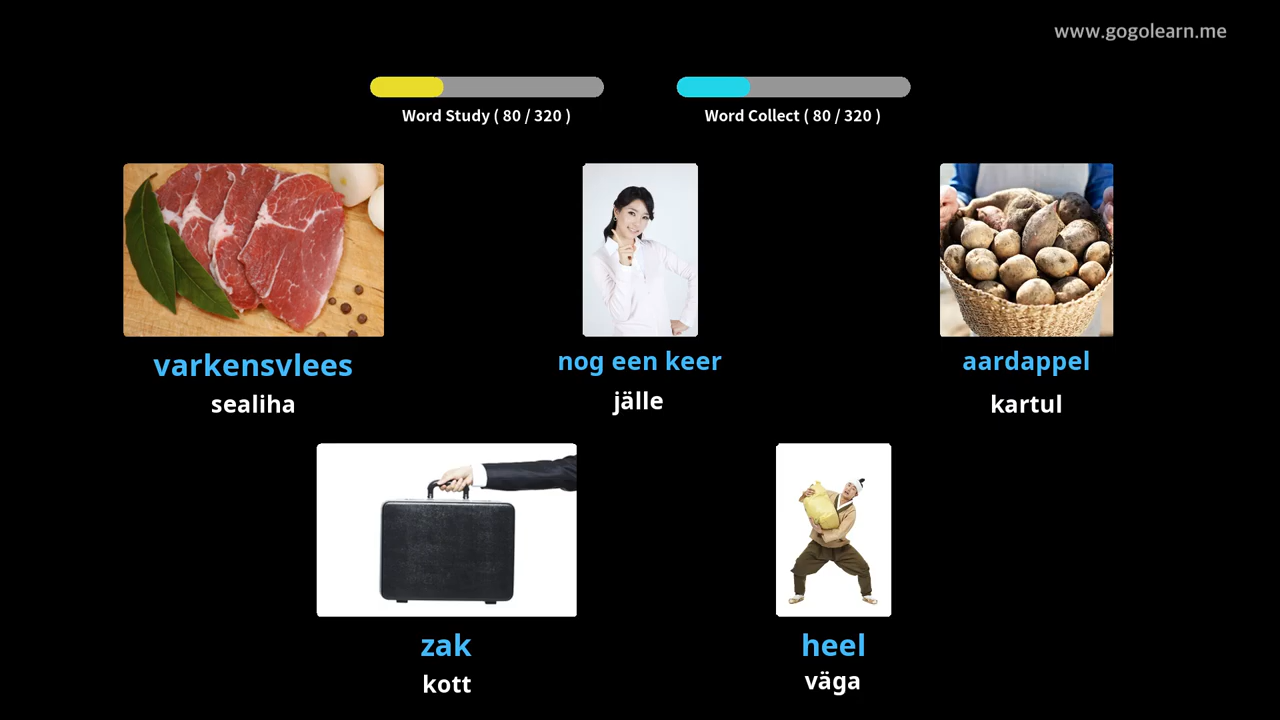 www.gogolearn.me
Word Study ( 80 / 320 )
Word Collect ( 80 / 320 )
varkensvlees
sealiha
nog een keer
jälle
aardappel
kartul
zak
kott
heel
väga